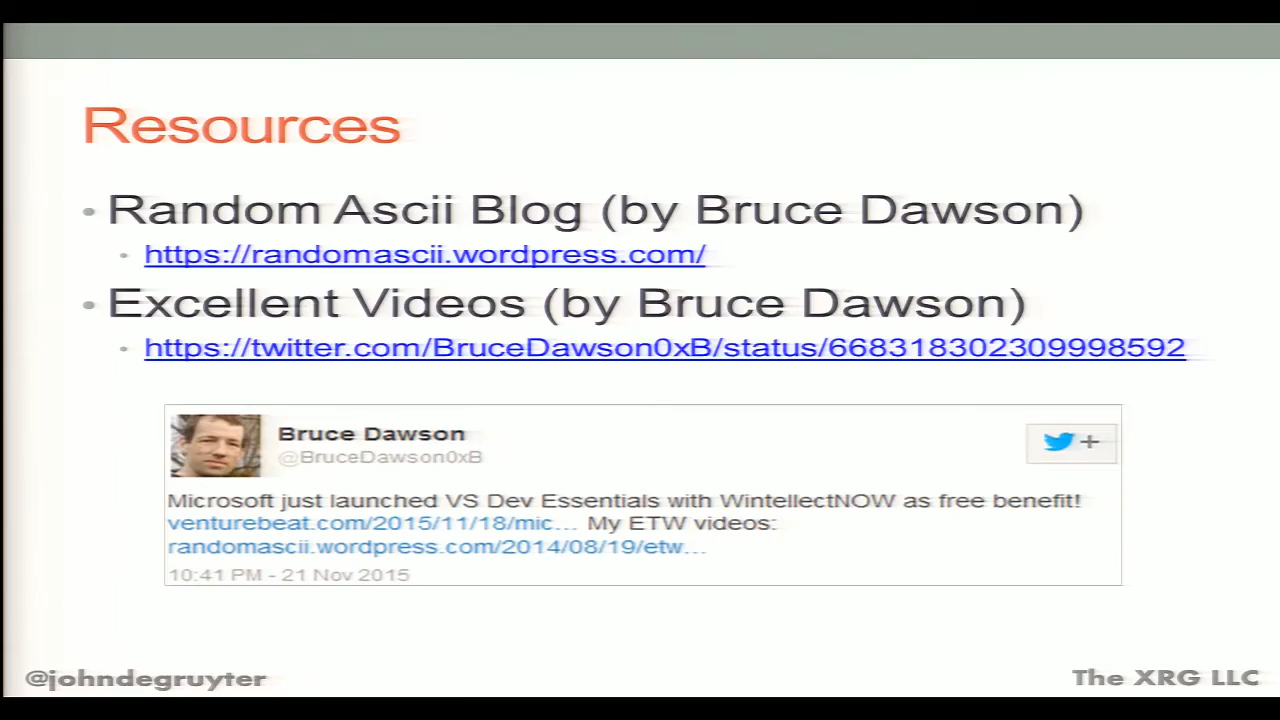 Resources
• Random Ascii Blog (by Bruce Dawson)
• https://randomascii.wordpress.com/
• Excellent Videos (by Bruce Dawson)
• https://twitter.com/BruceDawson0xB/status/668318302309998592
Bruce Dawson
@BruceDawson0xB
+
Microsoft just launched VS Dev Essentials with WintellectNOW as free benefit!
venturebeat.com/2015/11/18/mic... My ETW videos:
randomascii.wordpress.com/2014/08/19/etw...
10:41 PM - 21 Nov 2015
@johndegruyter
The XRG LLC